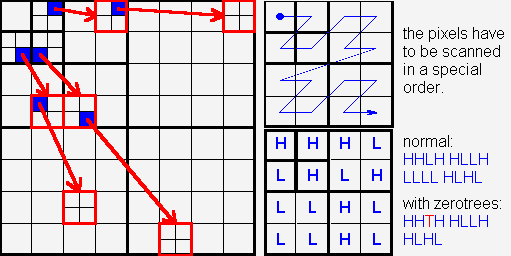 the pixels have
to be scanned
in a special
order.
H H H L
L H L H
L L H L
L L H L
normal:
HHLH HLLH
LLLL HLHL
with zerotrees:
HHTH HLLH
HLHL